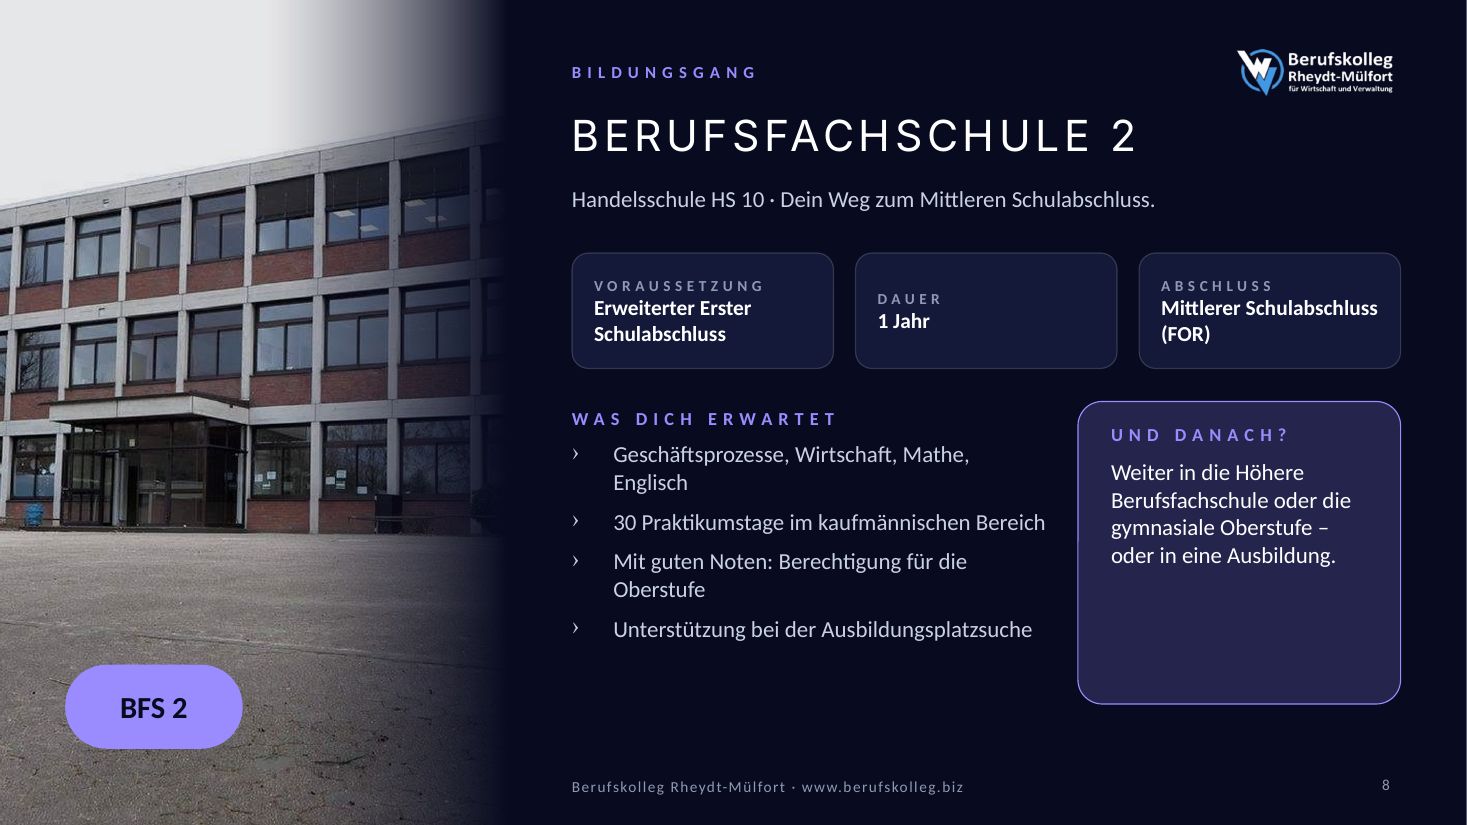 BILDUNGSGANG
Berufskolleg
Rheydt-Mülfort
für Wirtschaft und Verwaltung
BERUFSFACHSCHULE 2
Handelsschule HS 10 · Dein Weg zum Mittleren Schulabschluss.
VORAUSSETZUNG
Erweiterter Erster
Schulabschluss
DAUER
1 Jahr
ABSCHLUSS
Mittlerer Schulabschluss
(FOR)
WAS DICH ERWARTET
› Geschäftsprozesse, Wirtschaft, Mathe,
Englisch
› 30 Praktikumstage im kaufmännischen Bereich
› Mit guten Noten: Berechtigung für die
Oberstufe
› Unterstützung bei der Ausbildungsplatzsuche
UND DANACH?
Weiter in die Höhere
Berufsfachschule oder die
gymnasiale Oberstufe –
oder in eine Ausbildung.
BFS 2
Berufskolleg Rheydt-Mülfort · www.berufskolleg.biz
8